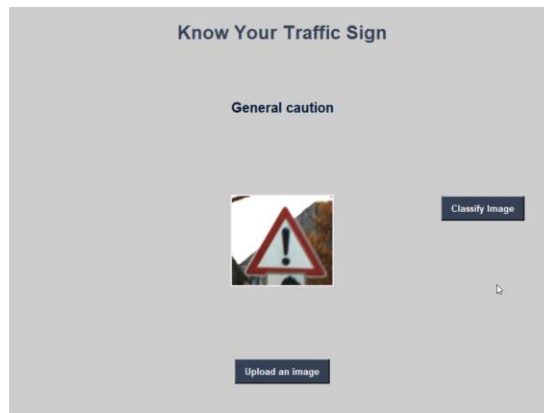 Know Your Traffic Sign
General caution
Classify Image
Upload an image